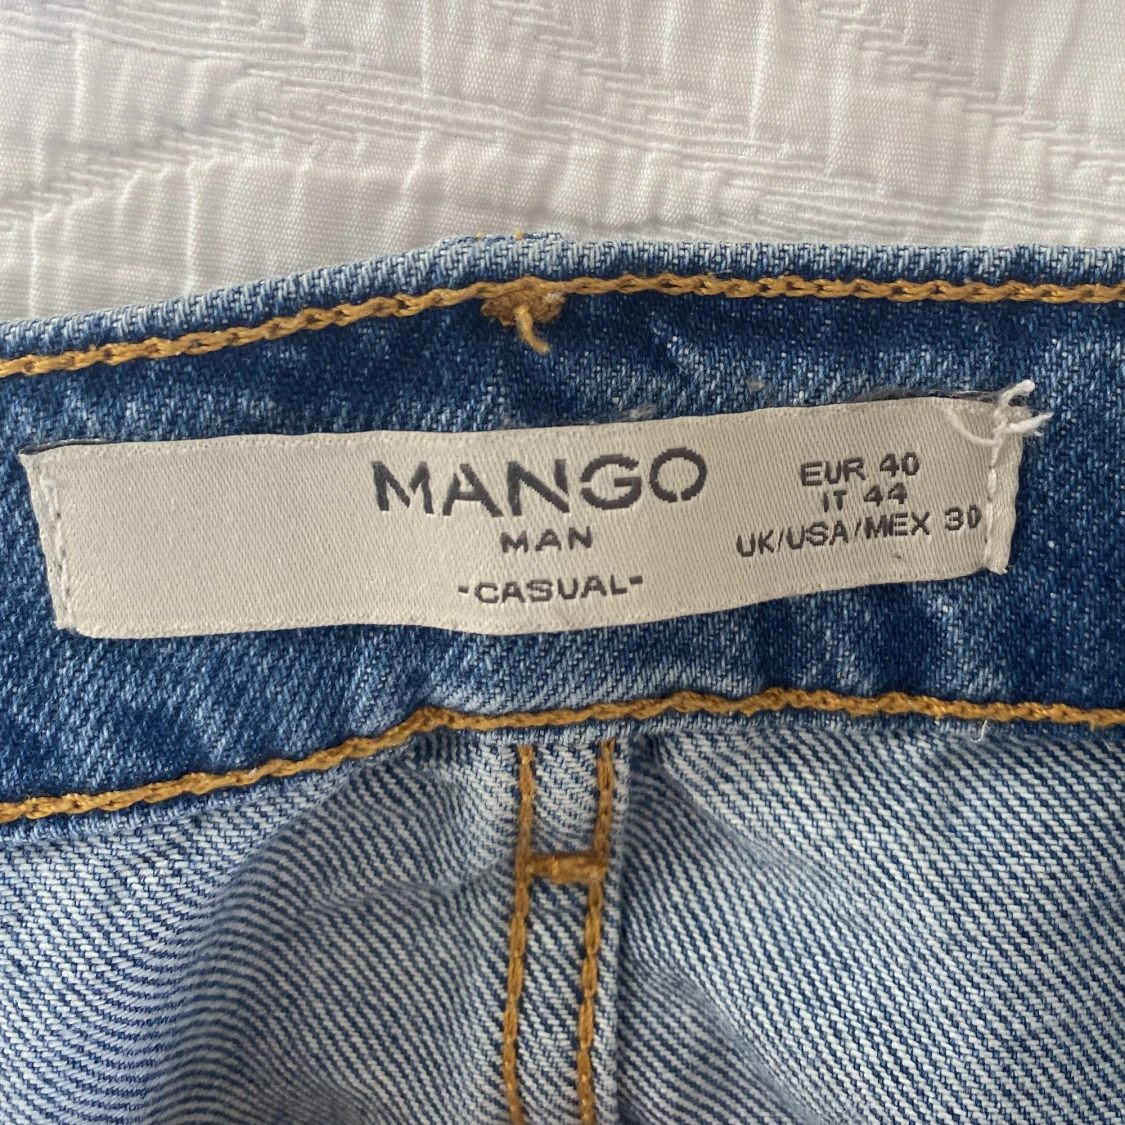 MANGO
MAN
-CASUAL-
EUR 40
IT 44
UK/USA/MEX 30